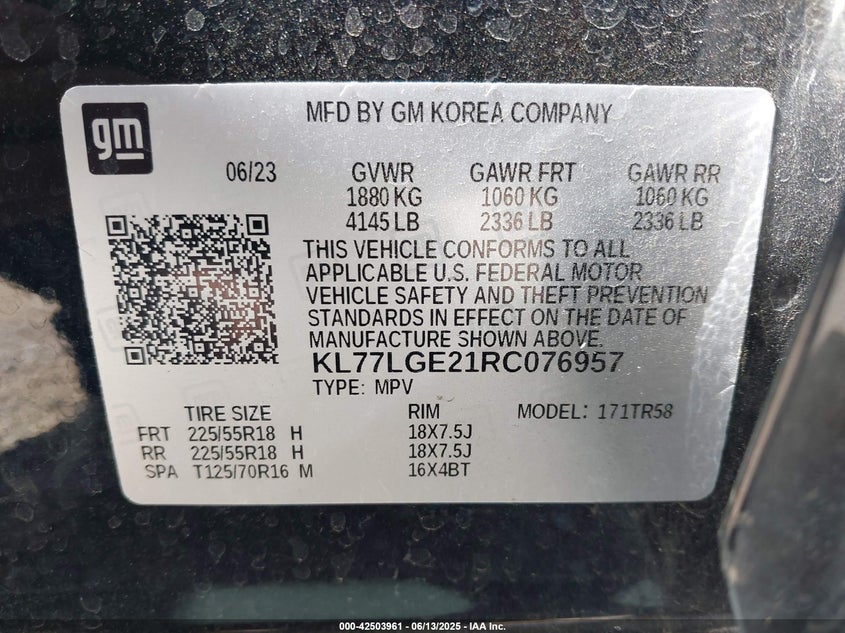 gm
MFD BY GM KOREA COMPANY
06/23 GVWR GAWR FRT GAWR RR
1880 KG 1060 KG 1060 KG
4145 LB 2336 LB 2336 LB
THIS VEHICLE CONFORMS TO ALL
APPLICABLE U.S. FEDERAL MOTOR
VEHICLE SAFETY AND THEFT PREVENTION
STANDARDS IN EFFECT ON THE DATE OF
MANUFACTURE SHOWN ABOVE.
KL77LGE21RC076957
TYPE: MPV
TIRE SIZE RIM MODEL: 171TR58
FRT 225/55R18 H 18X7.5J
RR 225/55R18 H 18X7.5J
SPA T125/70R16 M 16X4BT
000-42503961 - 06/13/2025 - IAA Inc.